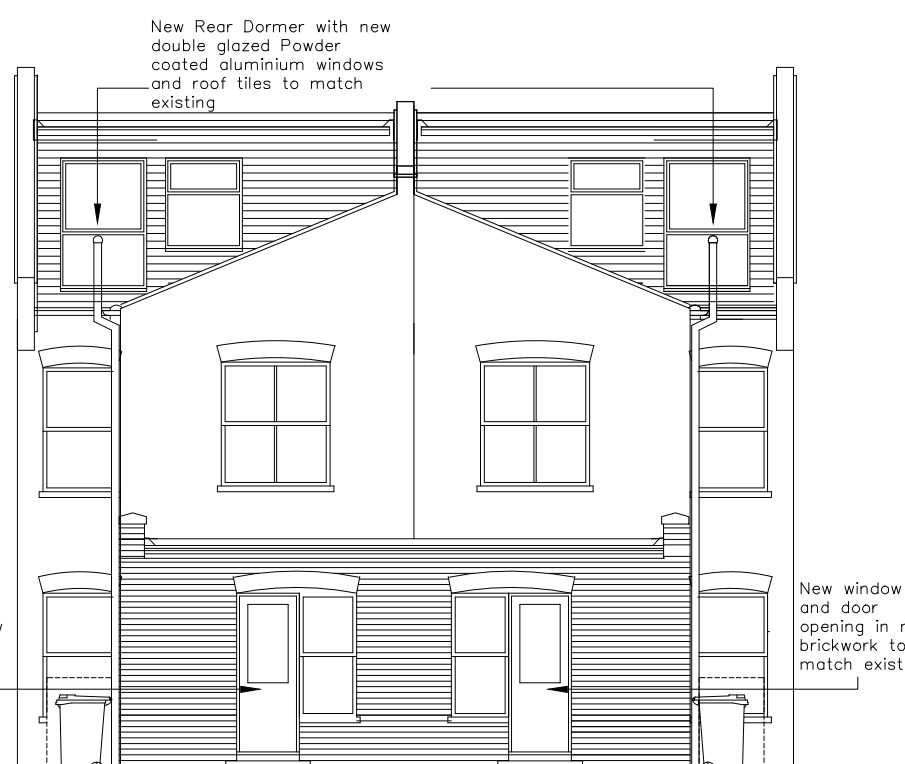 New Rear Dormer with new
double glazed Powder
coated aluminium windows
and roof tiles to match
existing
New window
and door
opening in
brickwork to
match exist